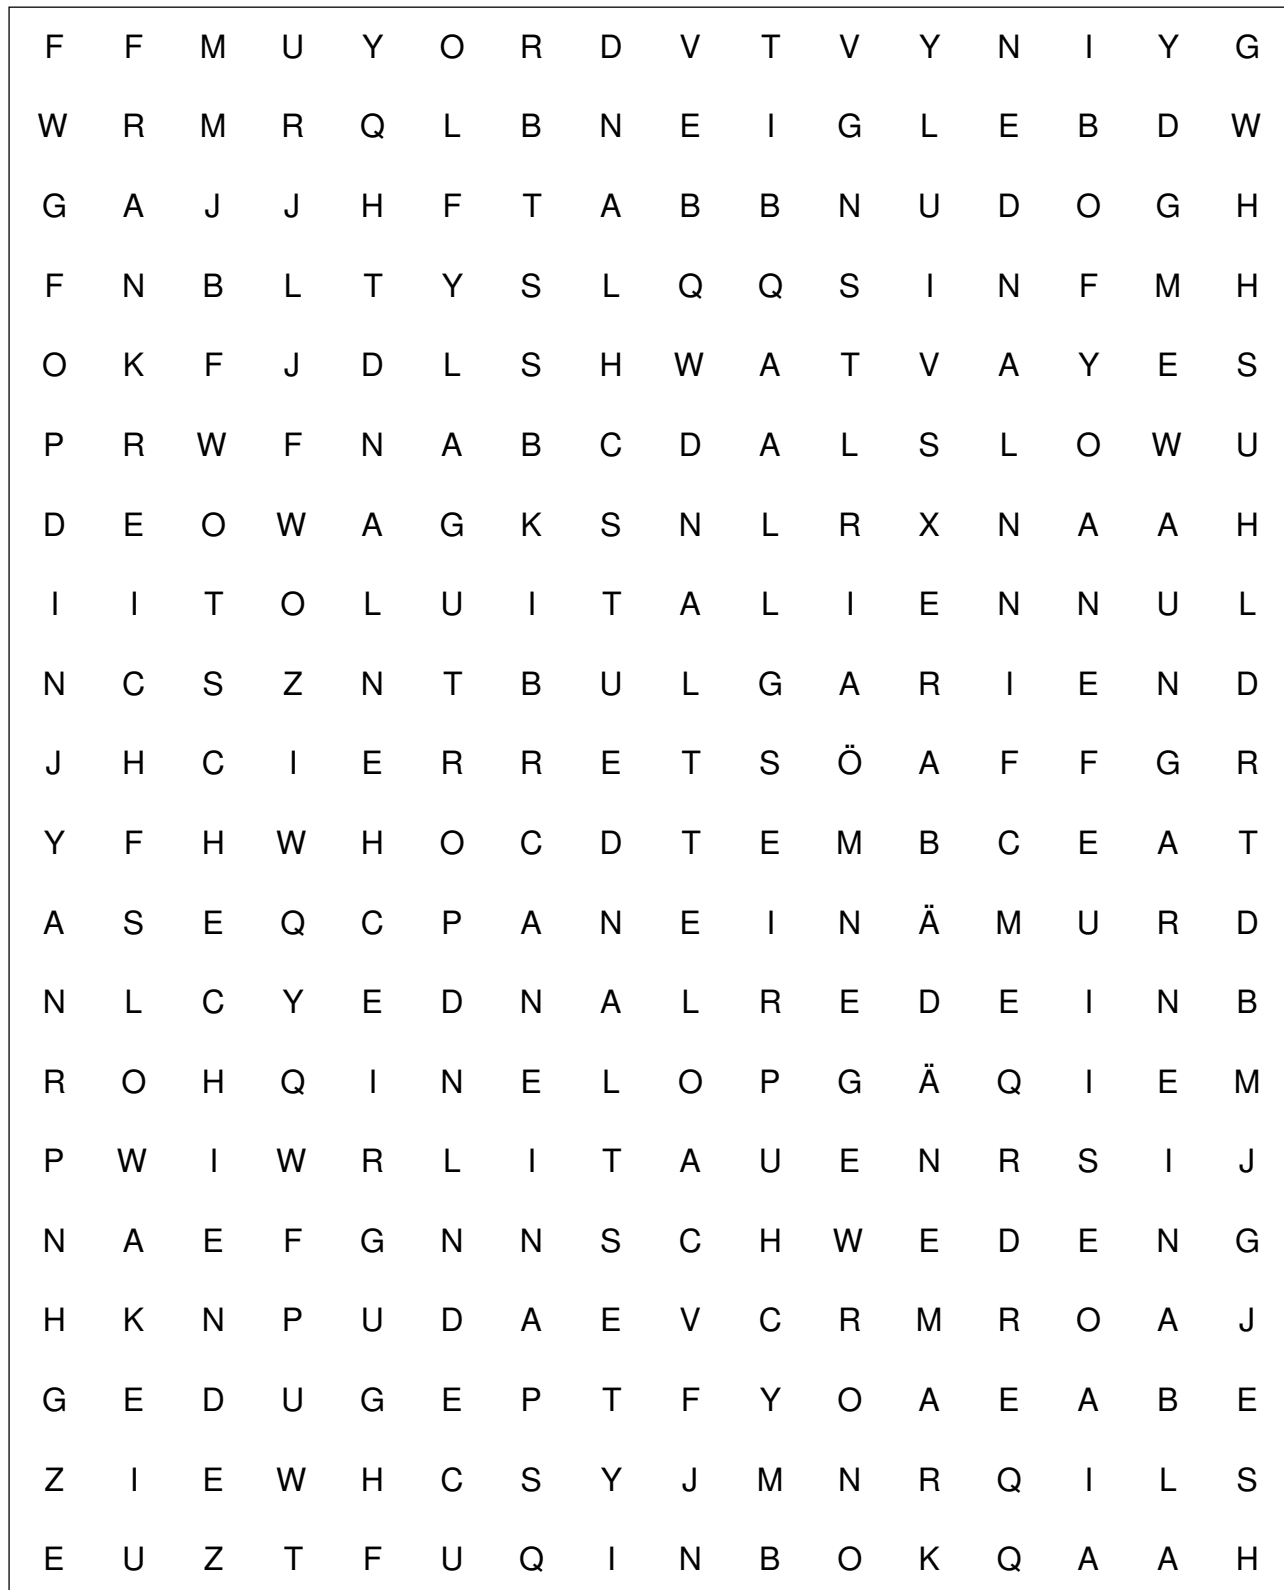 F F M U Y O R D V T V Y N I Y G
W R M R Q L B N E I G L E B D W
G A J J H F T A B B N U D O G H
F N B L T Y S L Q Q S I N F M H
O K F J D L S H W A T V A Y E S
P R W F N A B C D A L S L O W U
D E O W A G K S N L R X N A A H
I I T O L U I T A L I E N N U L
N C S Z N T B U L G A R I E N D
J H C I E R R E T S Ö A F F G R
Y F H W H O C D T E M B C E A T
A S E Q C P A N E I N Ä M U R D
N L C Y E D N A L R E D E I N B
R O H Q I N E L O P G Ä Q I E M
P W I W R L I T A U E N R S I J
N A E F G N N S C H W E D E N G
H K N P U D A E V C R M R O A J
G E D U G E P T F Y O A E A B E
Z I E W H C S Y J M N R Q I L S
E U Z T F U Q I N B O K Q A A H